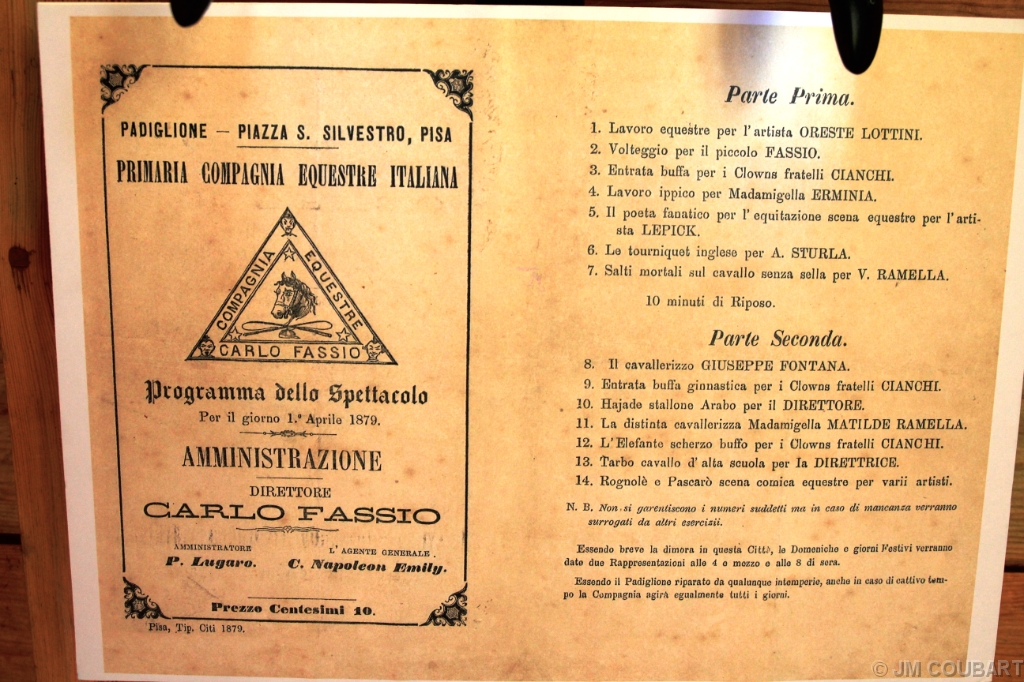 PADIGLIONE — PIAZZA S. SILVESTRO, PISA
PRIMARIA COMPAGNIA EQUESTRE ITALIANA
COMPAGNIA EQUESTRE
CARLO FASSIO
Programma dello Spettacolo
Per il giorno 1.º Aprile 1879.
AMMINISTRAZIONE
DIRETTORE
CARLO FASSIO
AMMINISTRATORE
P. Lugaro.
L'AGENTE GENERALE.
C. Napoleon Emily.
Prezzo Centesimi 10.
Pisa, Tip. Citi 1879.
Parte Prima.
1. Lavoro equestre per l'artista ORESTE LOTTINI.
2. Volteggio per il piccolo FASSIO.
3. Entrata buffa per i Clowns fratelli CIANCHI.
4. Lavoro ippico per Madamigella ERMINIA.
5. Il poeta fanatico per l'equitazione scena equestre per l'arti-
sta LEPICK.
6. Le tourniquet inglese per A. STURLA.
7. Salti mortali sul cavallo senza sella per V. RAMELLA.
10 minuti di Riposo.
Parte Seconda.
8. Il cavallerizzo GIUSEPPE FONTANA.
9. Entrata buffa ginnastica per i Clowns fratelli CIANCHI.
10. Hajade stallone Arabo per il DIRETTORE.
11. La distinta cavallerizza Madamigella MATILDE RAMELLA.
12. L'Elefante scherzo buffo per i Clowns fratelli CIANCHI.
13. Tarbo cavallo d'alta scuola per la DIRETTRICE.
14. Rognolè e Pascarò scena comica equestre per varii artisti.
N. B. Non si garentiscono i numeri suddetti ma in caso di mancanza verranno
surrogati da altri esercizii.
Essendo breve la dimora in questa Città, le Domeniche e giorni Festivi verranno
date due Rappresentazioni alle 4 e mezzo e alle 8 di sera.
Essendo il Padiglione riparato da qualunque intemperie, anche in caso di cattivo tem-
po la Compagnia agirà egualmente tutti i giorni.
© JM COUBART